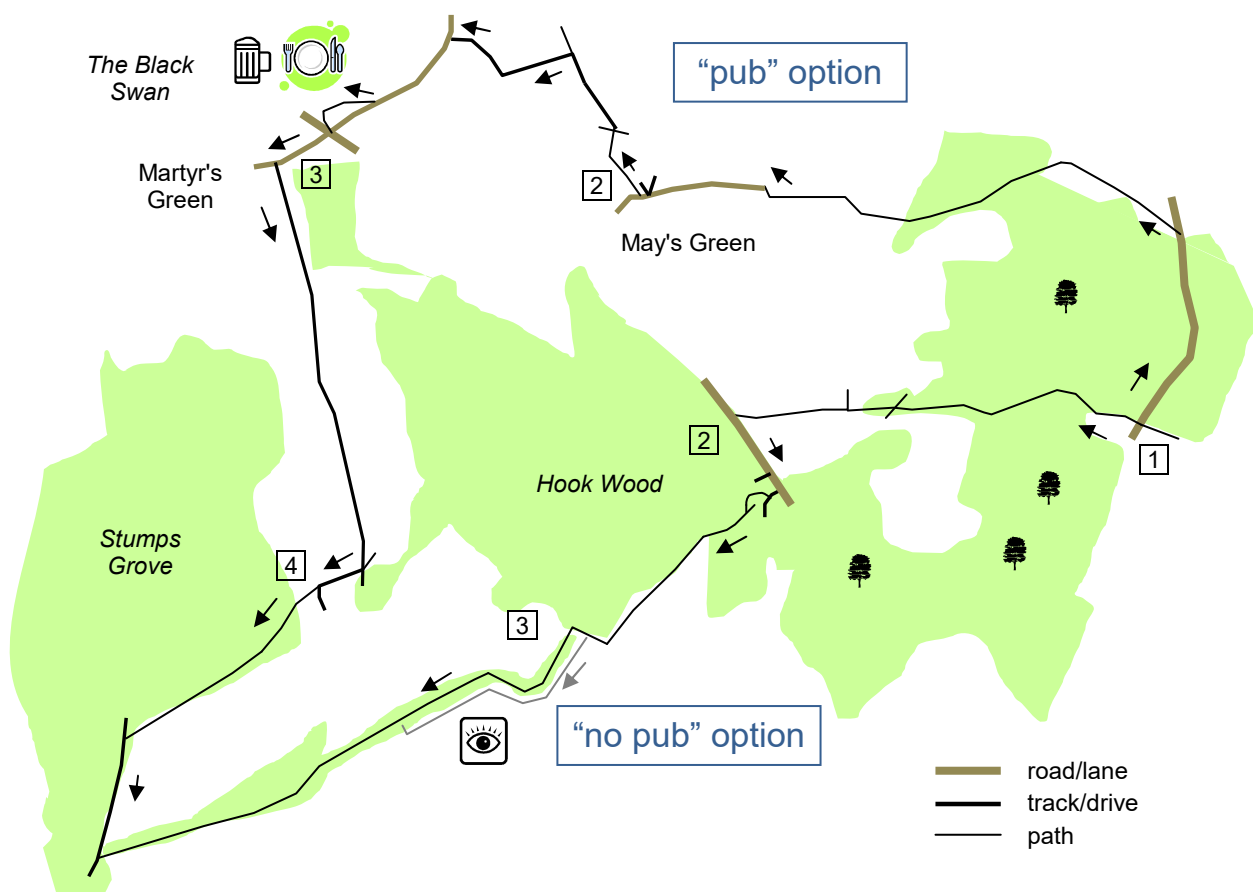 The Black
Swan
“pub” option
Martyr's
Green
3
2
May's Green
2
1
Hook Wood
Stumps
Grove
4
3
“no pub” option
road/lane
track/drive
path